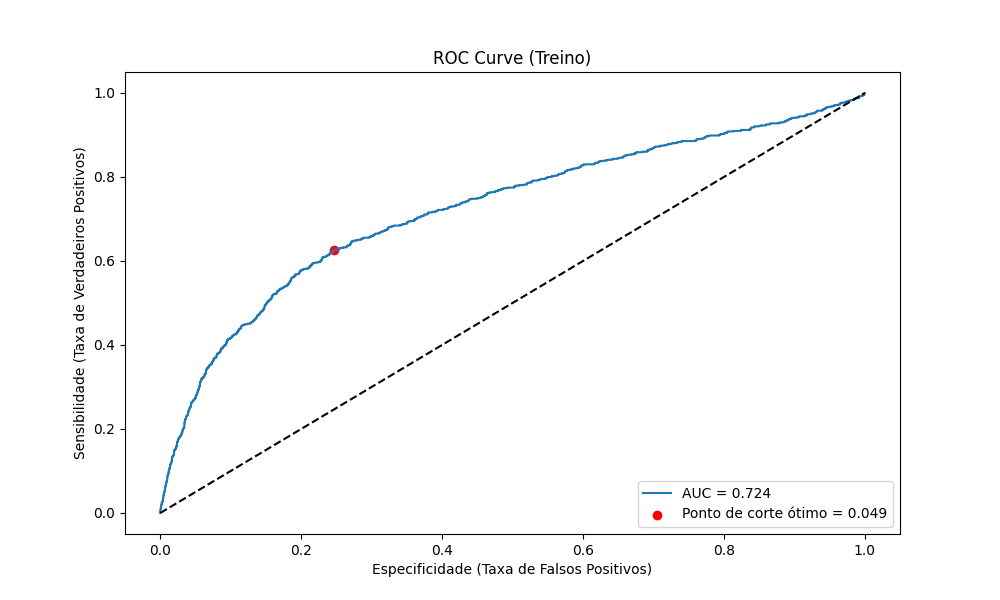 ROC Curve (Treino)
Sensibilidade (Taxa de Verdadeiros Positivos)
1.0
0.8
0.6
0.4
0.2
0.0
0.0 0.2 0.4 0.6 0.8 1.0
Especificidade (Taxa de Falsos Positivos)
AUC = 0.724
Ponto de corte ótimo = 0.049